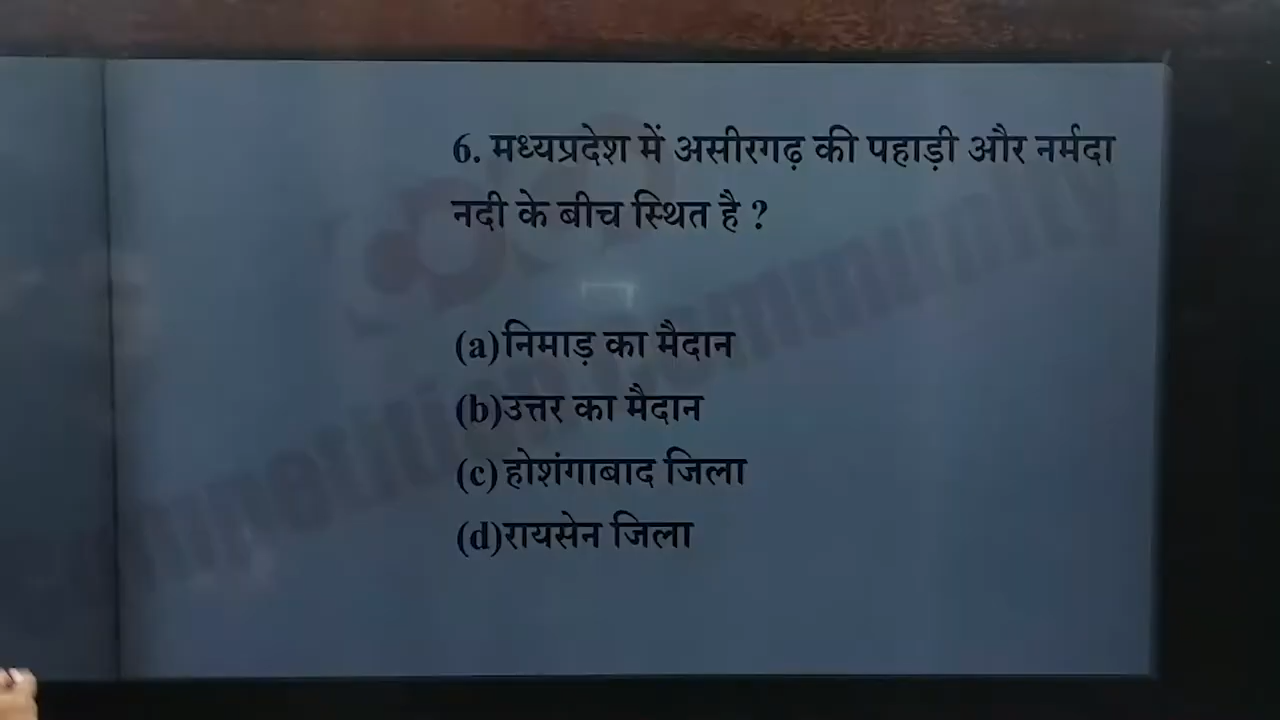 6. मध्यप्रदेश में असीरगढ़ की पहाड़ी और नर्मदा
नदी के बीच स्थित है ?
(a)निमाड़ का मैदान
(b)उत्तर का मैदान
(c)होशंगाबाद जिला
(d)रायसेन जिला